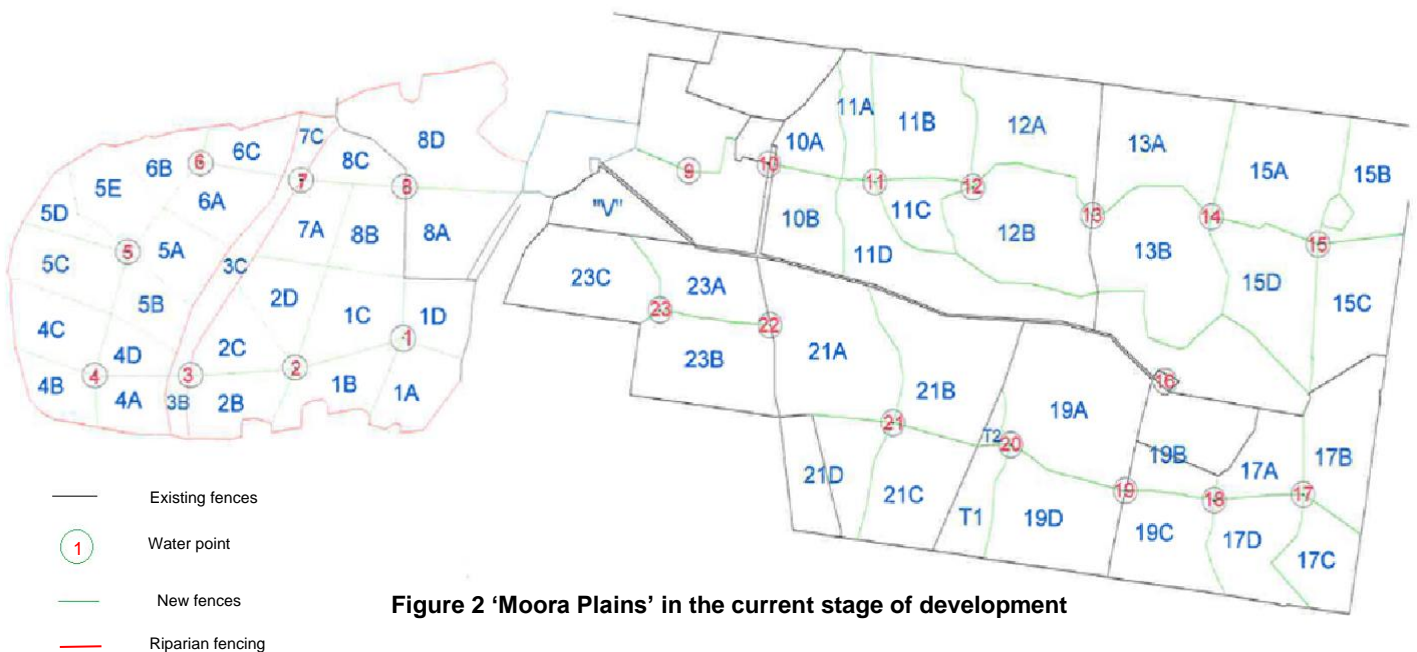 8D
7C
6C
8C
6B
6
7
8
5E
6A
5D
7A
8B
8A
5
5A
5C
3C
5B
2D
1C
1D
4C
1
4D
2C
2
4
3
4B
4A
3B
2B
1B
1A
11A
11B
12A
13A
10A
15A
15B
9
10
11
12
"V"
10B
11C
12B
13
14
13B
15
11D
15D
15C
23C
23A
23
22
23B
21A
21B
16
19A
21
T2
20
19B
17A
17B
21D
21C
T1
19D
19
18
17
19C
17D
17C
Existing fences
1
Water point
New fences
Riparian fencing
Figure 2 ‘Moora Plains’ in the current stage of development